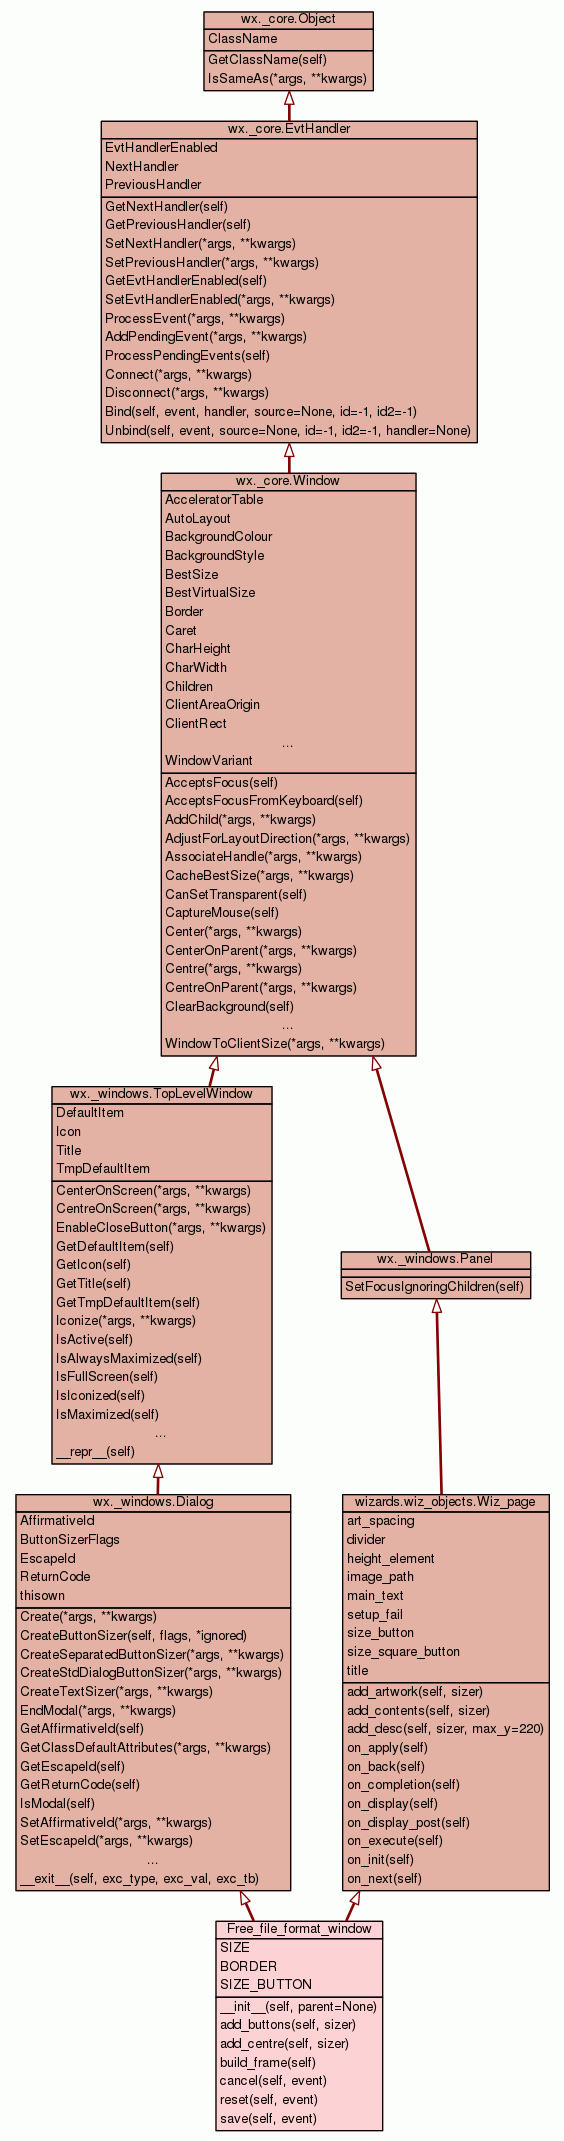 wx._core.Object
ClassName
GetClassName(self)
IsSameAs(*args, **kwargs)
wx._core.EvtHandler
EvtHandlerEnabled
NextHandler
PreviousHandler
GetNextHandler(self)
GetPreviousHandler(self)
SetNextHandler(*args, **kwargs)
SetPreviousHandler(*args, **kwargs)
GetEvtHandlerEnabled(self)
SetEvtHandlerEnabled(*args, **kwargs)
ProcessEvent(*args, **kwargs)
AddPendingEvent(*args, **kwargs)
ProcessPendingEvents(self)
Connect(*args, **kwargs)
Disconnect(*args, **kwargs)
Bind(self, event, handler, source=None, id=-1, id2=-1)
Unbind(self, event, source=None, id=-1, id2=-1, handler=None)
wx._core.Window
AcceleratorTable
AutoLayout
BackgroundColour
BackgroundStyle
BestSize
BestVirtualSize
Border
Caret
CharHeight
CharWidth
Children
ClientAreaOrigin
ClientRect
...
WindowVariant
AcceptsFocus(self)
AcceptsFocusFromKeyboard(self)
AddChild(*args, **kwargs)
AdjustForLayoutDirection(*args, **kwargs)
AssociateHandle(*args, **kwargs)
CacheBestSize(*args, **kwargs)
CanSetTransparent(self)
CaptureMouse(self)
Center(*args, **kwargs)
CenterOnParent(*args, **kwargs)
Centre(*args, **kwargs)
CentreOnParent(*args, **kwargs)
ClearBackground(self)
...
WindowToClientSize(*args, **kwargs)
wx._windows.TopLevelWindow
DefaultItem
Icon
Title
TmpDefaultItem
CenterOnScreen(*args, **kwargs)
CentreOnScreen(*args, **kwargs)
EnableCloseButton(*args, **kwargs)
GetDefaultItem(self)
GetIcon(self)
GetTitle(self)
GetTmpDefaultItem(self)
Iconize(*args, **kwargs)
IsActive(self)
IsAlwaysMaximized(self)
IsFullScreen(self)
IsIconized(self)
IsMaximized(self)
...
__repr__(self)
wx._windows.Panel
SetFocusIgnoringChildren(self)
wx._windows.Dialog
AffirmativeId
ButtonSizerFlags
EscapeId
ReturnCode
thisown
Create(*args, **kwargs)
CreateButtonSizer(self, flags, *ignored)
CreateSeparatedButtonSizer(*args, **kwargs)
CreateStdDialogButtonSizer(*args, **kwargs)
CreateTextSizer(*args, **kwargs)
EndModal(*args, **kwargs)
GetAffirmativeId(self)
GetClassDefaultAttributes(*args, **kwargs)
GetEscapeId(self)
GetReturnCode(self)
IsModal(self)
SetAffirmativeId(*args, **kwargs)
SetEscapeId(*args, **kwargs)
...
__exit__(self, exc_type, exc_val, exc_tb)
wizards.wiz_objects.Wiz_page
art_spacing
divider
height_element
image_path
main_text
setup_fail
size_button
size_square_button
title
add_artwork(self, sizer)
add_contents(self, sizer)
add_desc(self, sizer, max_y=220)
on_apply(self)
on_back(self)
on_completion(self)
on_display(self)
on_display_post(self)
on_execute(self)
on_init(self)
on_next(self)
Free_file_format_window
SIZE
BORDER
SIZE_BUTTON
__init__(self, parent=None)
add_buttons(self, sizer)
add_centre(self, sizer)
build_frame(self)
cancel(self, event)
reset(self, event)
save(self, event)